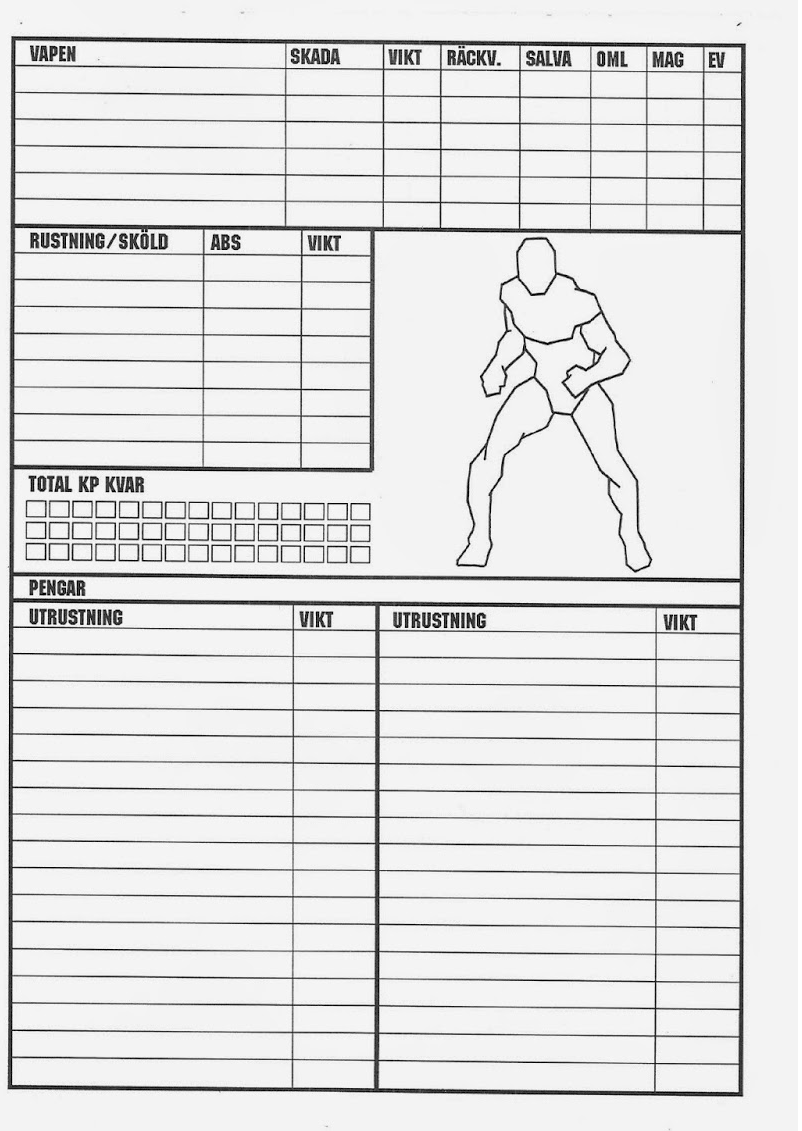 VAPEN SKADA VIKT RÄCKV. SALVA OML MAG EV
RUSTNING/SKÖLD ABS VIKT
TOTAL KP KVAR
PENGAR
UTRUSTNING VIKT UTRUSTNING VIKT